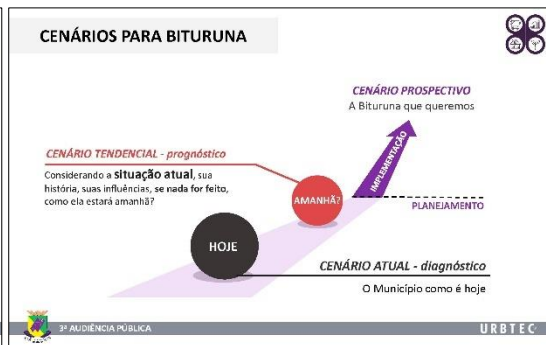 CENÁRIOS PARA BITURUNA
CENÁRIO PROSPECTIVO
A Bituruna que queremos
CENÁRIO TENDENCIAL - prognóstico
Considerando a situação atual, sua
história, suas influências, se nada for feito,
como ela estará amanhã?
IMPLEMENTAÇÃO
AMANHÃ?
PLANEJAMENTO
HOJE
CENÁRIO ATUAL - diagnóstico
O Município como é hoje
3ª AUDIÊNCIA PÚBLICA
URBTEC